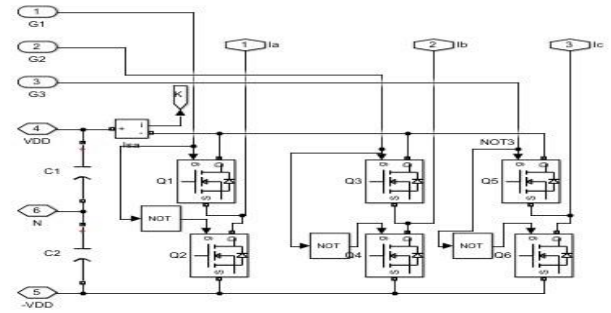 1
G1
2
G2
3
G3
1 Ia
2 Ib
3 Ic
K
+ i
-
Isa
4
VDD
NOT3
C1
Q1
g D
S
Q3
g D
S
Q5
g D
S
6
N
NOT
NOT
NOT
C2
Q2
g D
S
Q4
g D
S
Q6
g D
S
5
-VDD